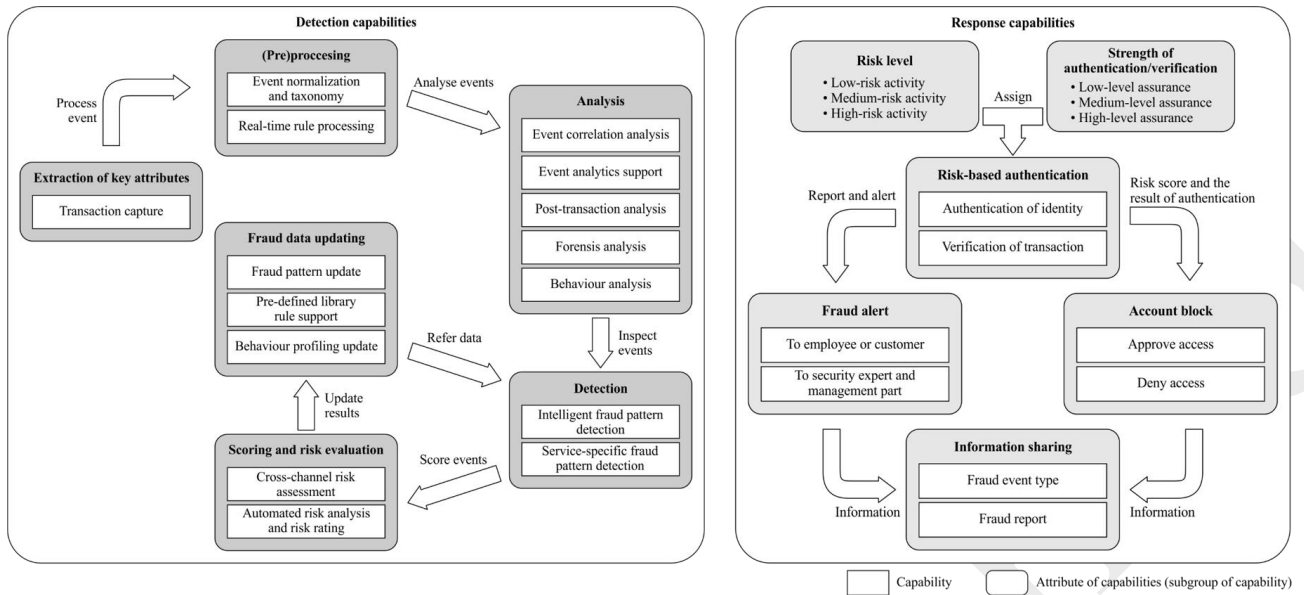 Detection capabilities
(Pre)proccesing
Event normalization
and taxonomy
Real-time rule processing
Process
event
Analyse events
Extraction of key attributes
Transaction capture
Analysis
Event correlation analysis
Event analytics support
Post-transaction analysis
Forensis analysis
Behaviour analysis
Fraud data updating
Fraud pattern update
Pre-defined library
rule support
Behaviour profiling update
Refer data
Inspect
events
Detection
Intelligent fraud pattern
detection
Service-specific fraud
pattern detection
Update
results
Score events
Scoring and risk evaluation
Cross-channel risk
assessment
Automated risk analysis
and risk rating
Response capabilities
Risk level
• Low-risk activity
• Medium-risk activity
• High-risk activity
Assign
Strength of
authentication/verification
• Low-level assurance
• Medium-level assurance
• High-level assurance
Risk-based authentication
Authentication of identity
Verification of transaction
Report and alert
Risk score and the
result of authentication
Fraud alert
To employee or customer
To security expert and
management part
Account block
Approve access
Deny access
Information sharing
Fraud event type
Fraud report
Information
Information
Capability
Attribute of capabilities (subgroup of capability)